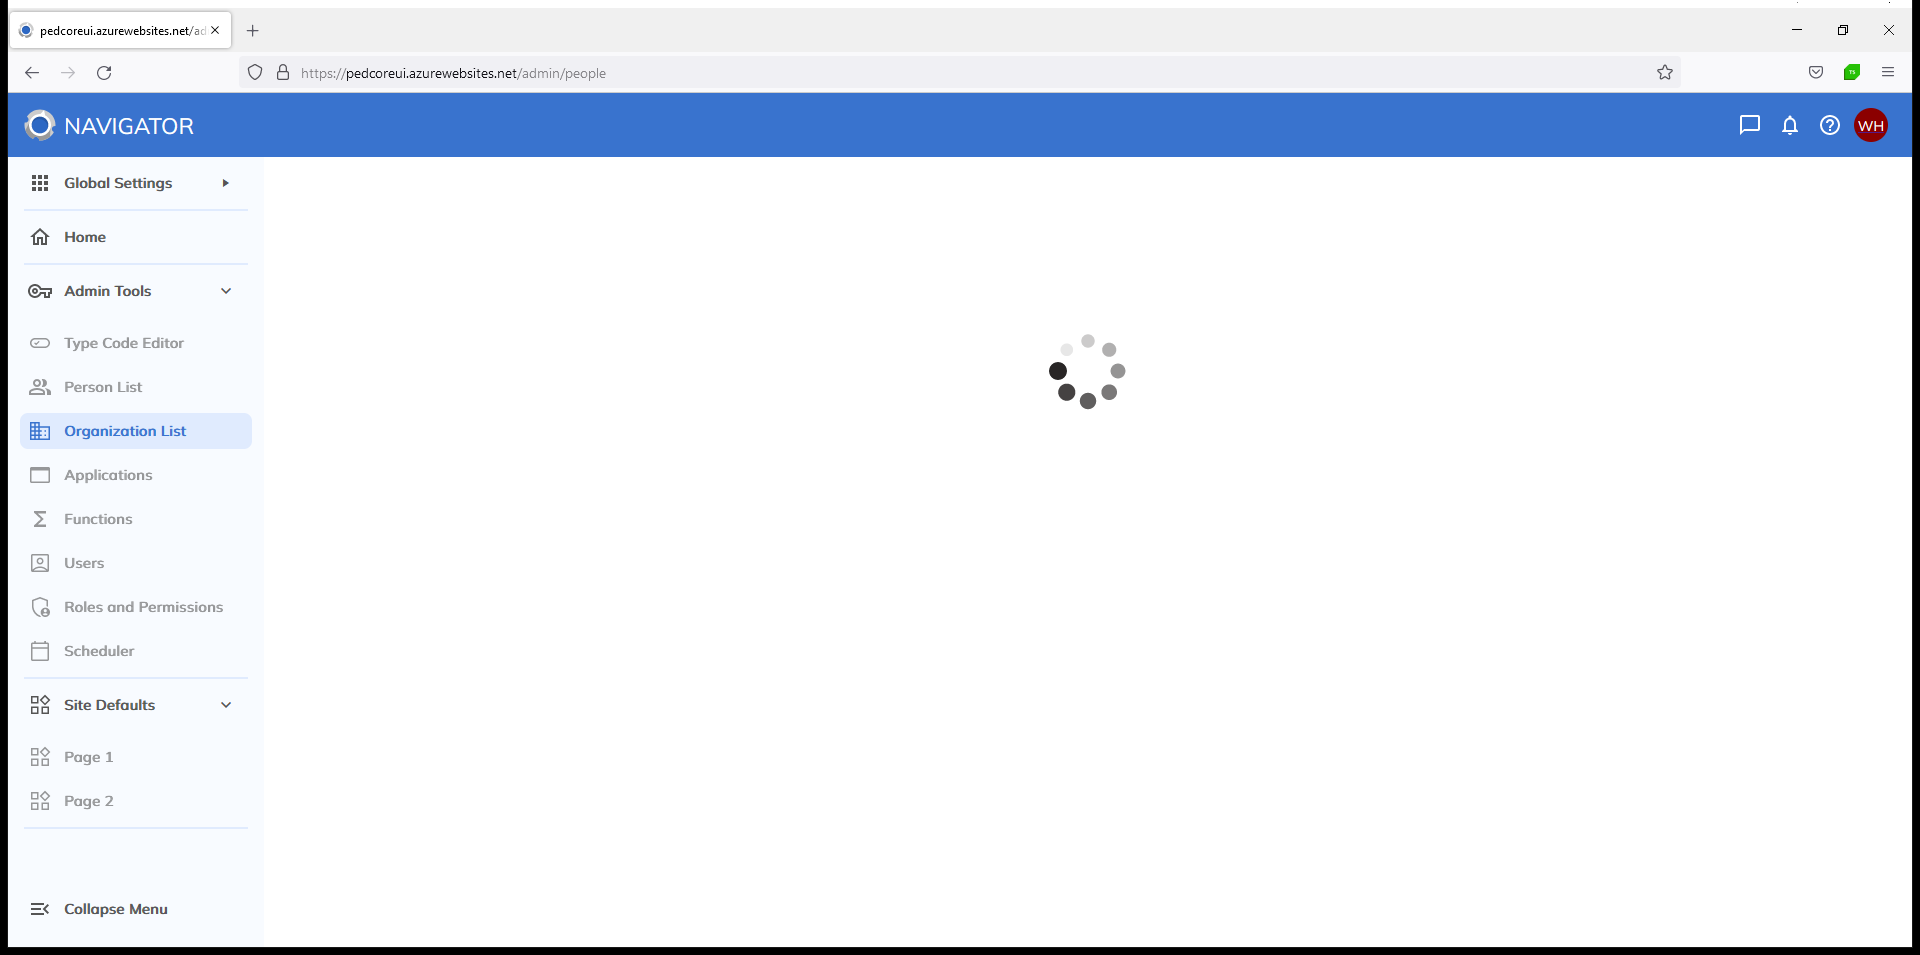 pedcoreui.azurewebsites.net/ad
https://pedcoreui.azurewebsites.net/admin/people
NAVIGATOR
WH
Global Settings
Home
Admin Tools
Type Code Editor
Person List
Organization List
Applications
Functions
Users
Roles and Permissions
Scheduler
Site Defaults
Page 1
Page 2
Collapse Menu